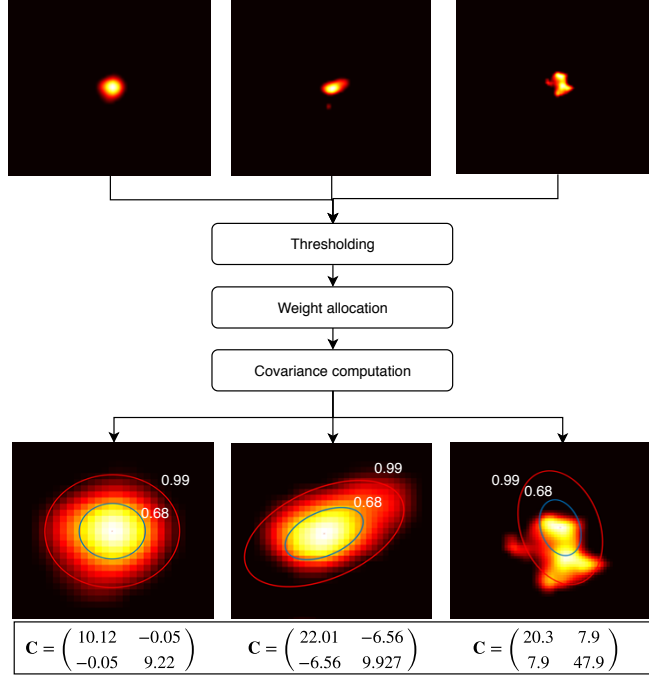 Thresholding
Weight allocation
Covariance computation
0.99
0.68
0.99
0.68
0.99
0.68
C = ( 10.12 −0.05 −0.05 9.22 )
C = ( 22.01 −6.56 −6.56 9.927 )
C = ( 20.3 7.9 7.9 47.9 )